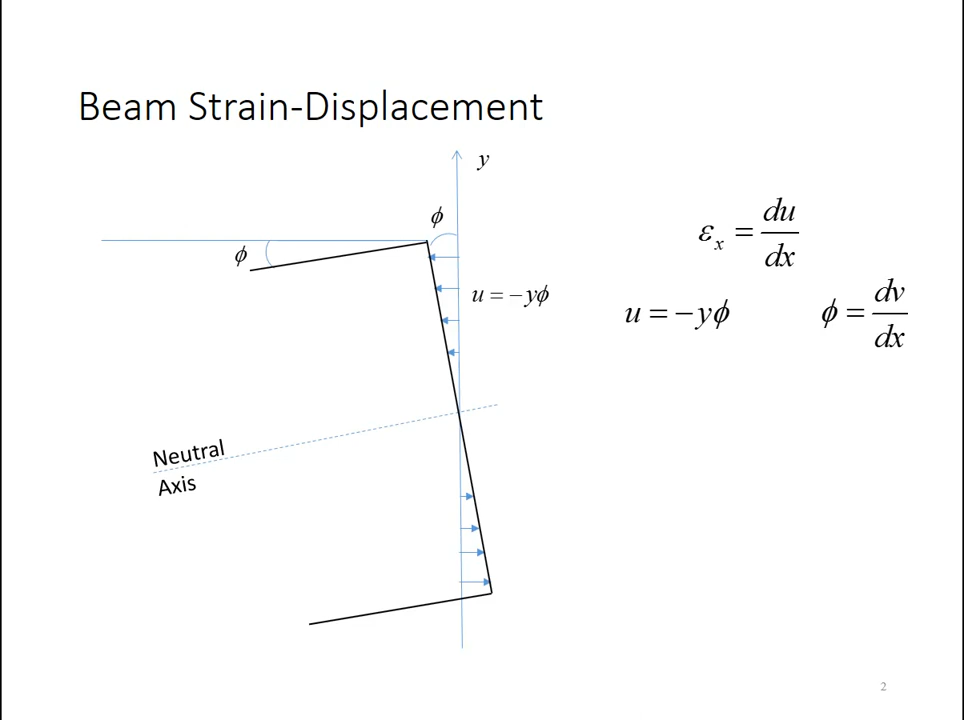 Beam Strain-Displacement
y
ϕ
ϕ
u = −yϕ
Neutral
Axis
ε_x = du/dx
u = −yϕ
ϕ = dv/dx
2